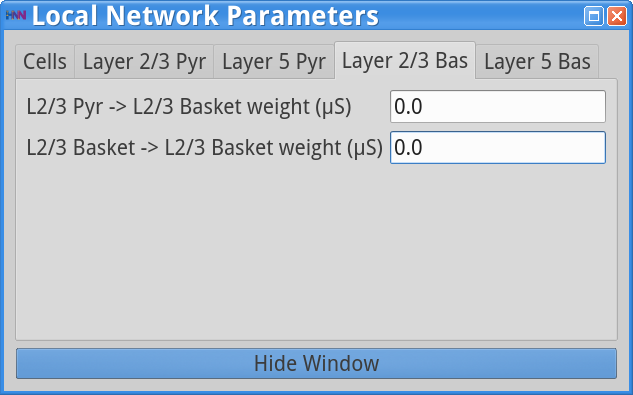 HNN Local Network Parameters
Cells Layer 2/3 Pyr Layer 5 Pyr Layer 2/3 Bas Layer 5 Bas
L2/3 Pyr -> L2/3 Basket weight (µS) 0.0
L2/3 Basket -> L2/3 Basket weight (µS) 0.0
Hide Window